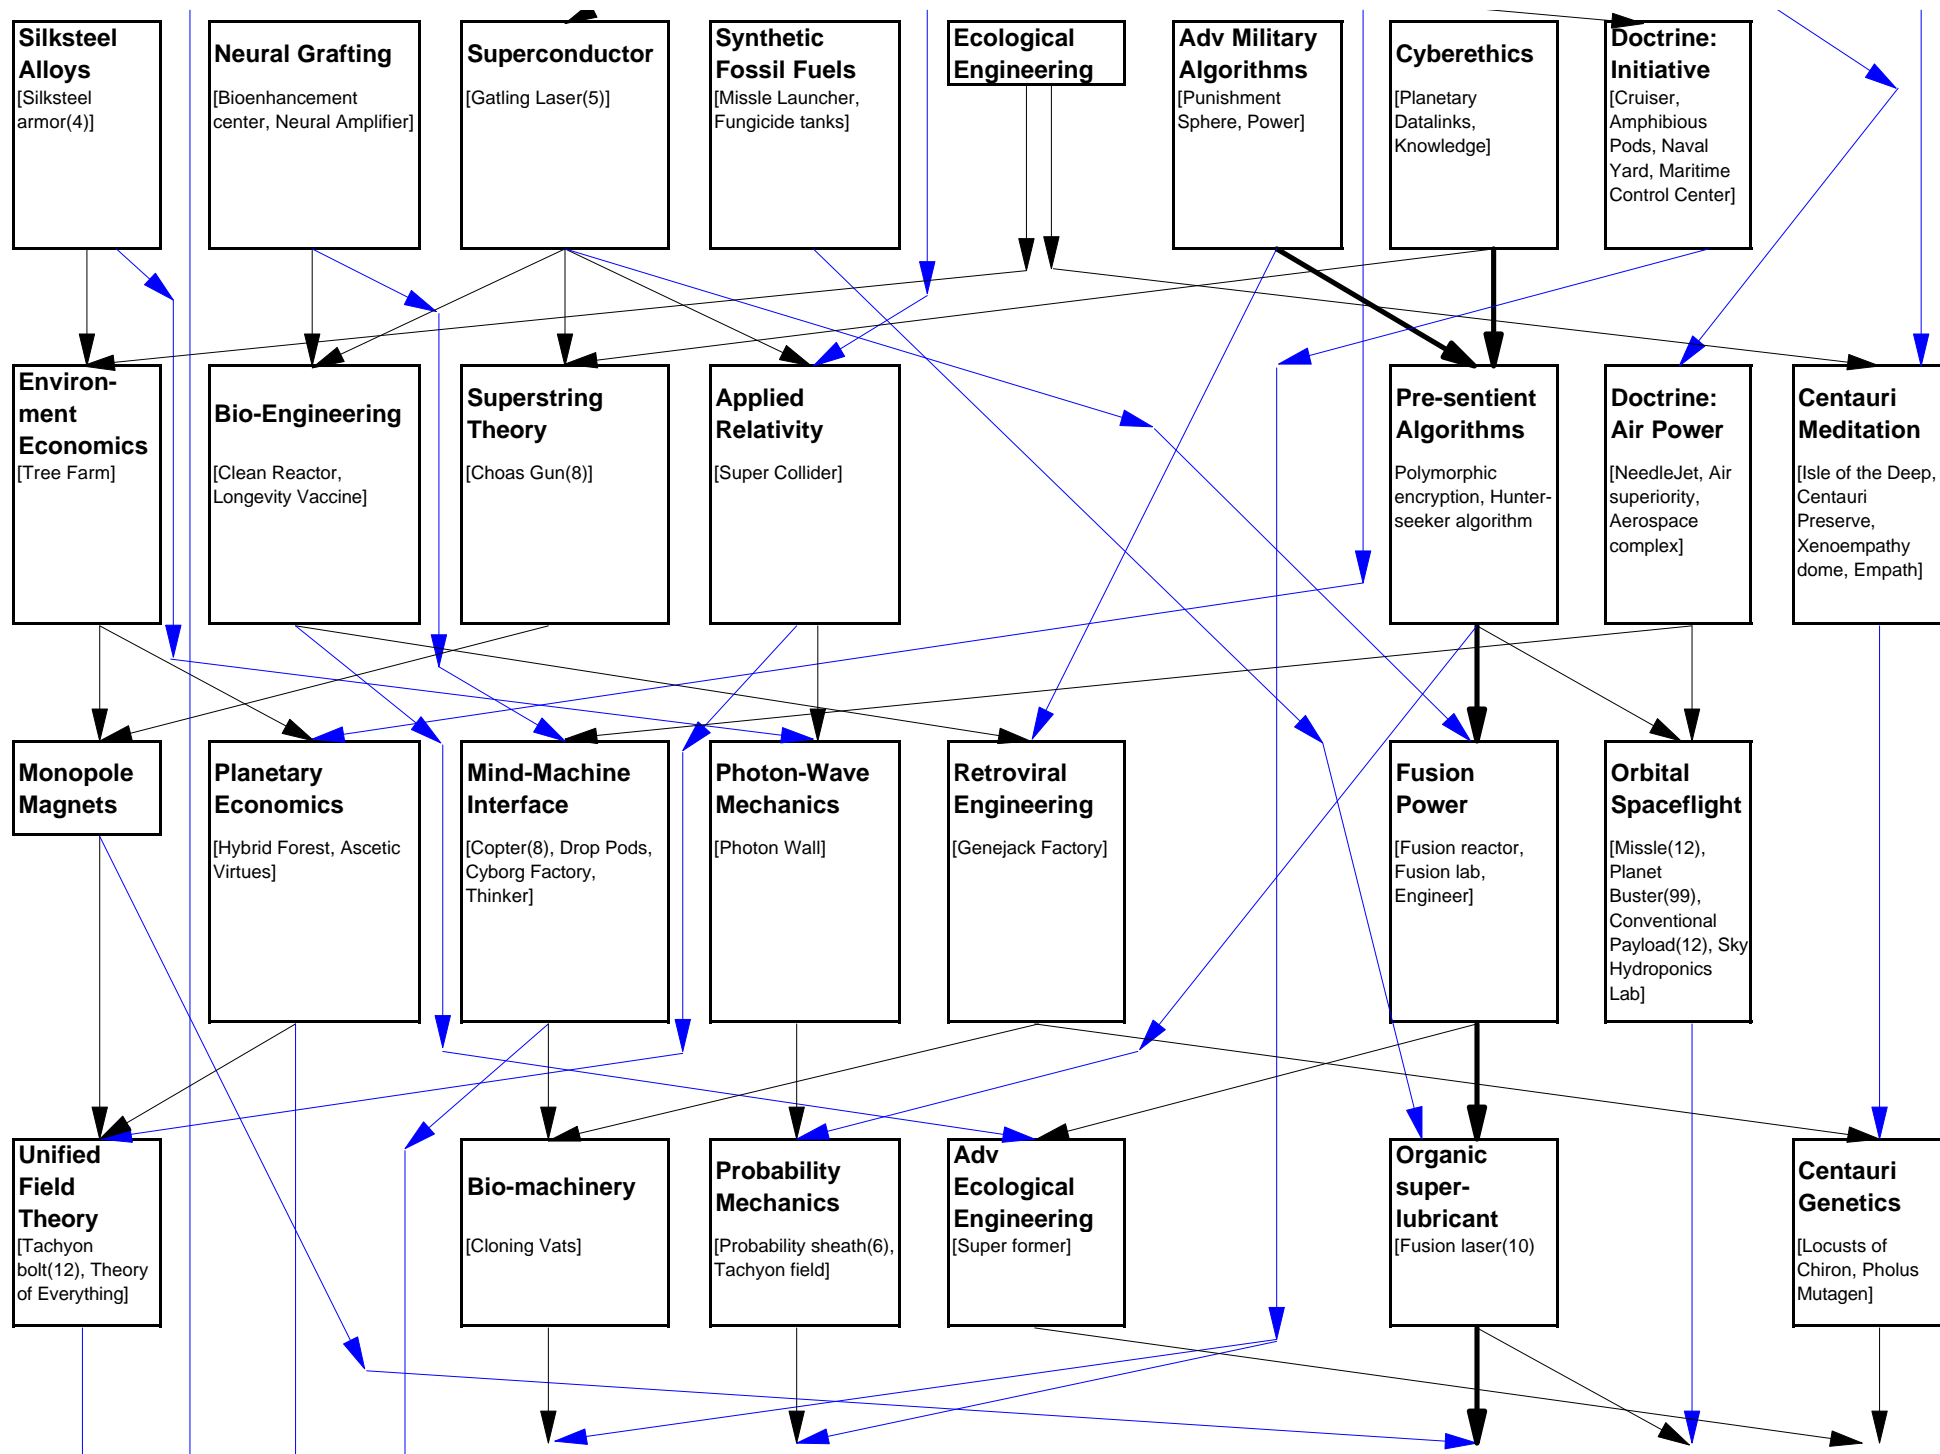 Silksteel
Alloys
[Silksteel
armor(4)]
Neural Grafting
[Bioenhancement
center, Neural Amplifier]
Superconductor
[Gatling Laser(5)]
Synthetic
Fossil Fuels
[Missle Launcher,
Fungicide tanks]
Ecological
Engineering
Adv Military
Algorithms
[Punishment
Sphere, Power]
Cyberethics
[Planetary
Datalinks,
Knowledge]
Doctrine:
Initiative
[Cruiser,
Amphibious
Pods, Naval
Yard, Maritime
Control Center]
Environ-
ment
Economics
[Tree Farm]
Bio-Engineering
[Clean Reactor,
Longevity Vaccine]
Superstring
Theory
[Choas Gun(8)]
Applied
Relativity
[Super Collider]
Pre-sentient
Algorithms
Polymorphic
encryption, Hunter-
seeker algorithm
Doctrine:
Air Power
[NeedleJet, Air
superiority,
Aerospace
complex]
Centauri
Meditation
[Isle of the Deep,
Centauri
Preserve,
Xenoempathy
dome, Empath]
Monopole
Magnets
Planetary
Economics
[Hybrid Forest, Ascetic
Virtues]
Mind-Machine
Interface
[Copter(8), Drop Pods,
Cyborg Factory,
Thinker]
Photon-Wave
Mechanics
[Photon Wall]
Retroviral
Engineering
[Genejack Factory]
Fusion
Power
[Fusion reactor,
Fusion lab,
Engineer]
Orbital
Spaceflight
[Missle(12),
Planet
Buster(99),
Conventional
Payload(12), Sky
Hydroponics
Lab]
Unified
Field
Theory
[Tachyon
bolt(12), Theory
of Everything]
Bio-machinery
[Cloning Vats]
Probability
Mechanics
[Probability sheath(6),
Tachyon field]
Adv
Ecological
Engineering
[Super former]
Organic
super-
lubricant
[Fusion laser(10)
Centauri
Genetics
[Locusts of
Chiron, Pholus
Mutagen]